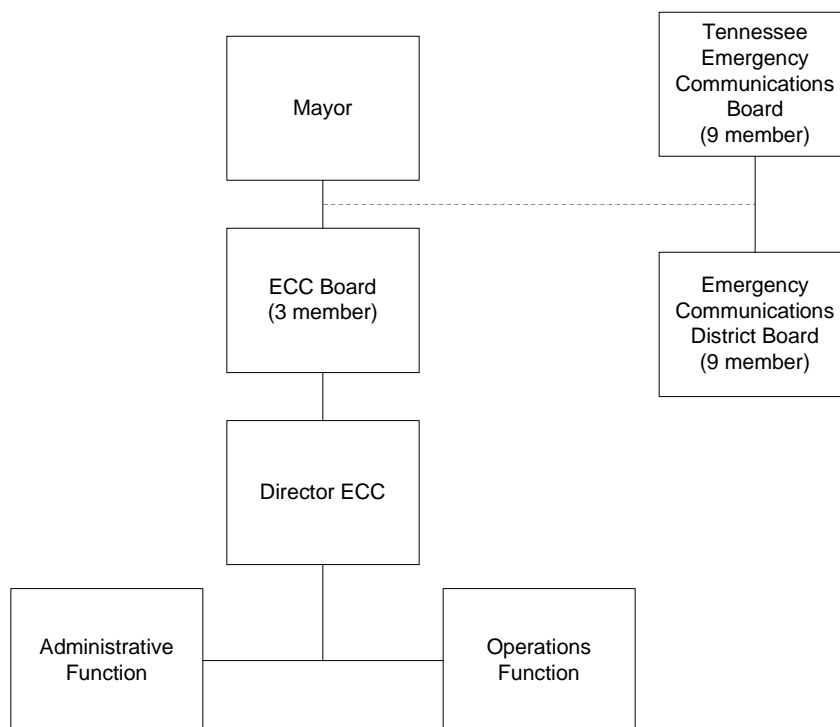 Mayor
Tennessee
Emergency
Communications
Board
(9 member)
ECC Board
(3 member)
Emergency
Communications
District Board
(9 member)
Director ECC
Administrative
Function
Operations
Function